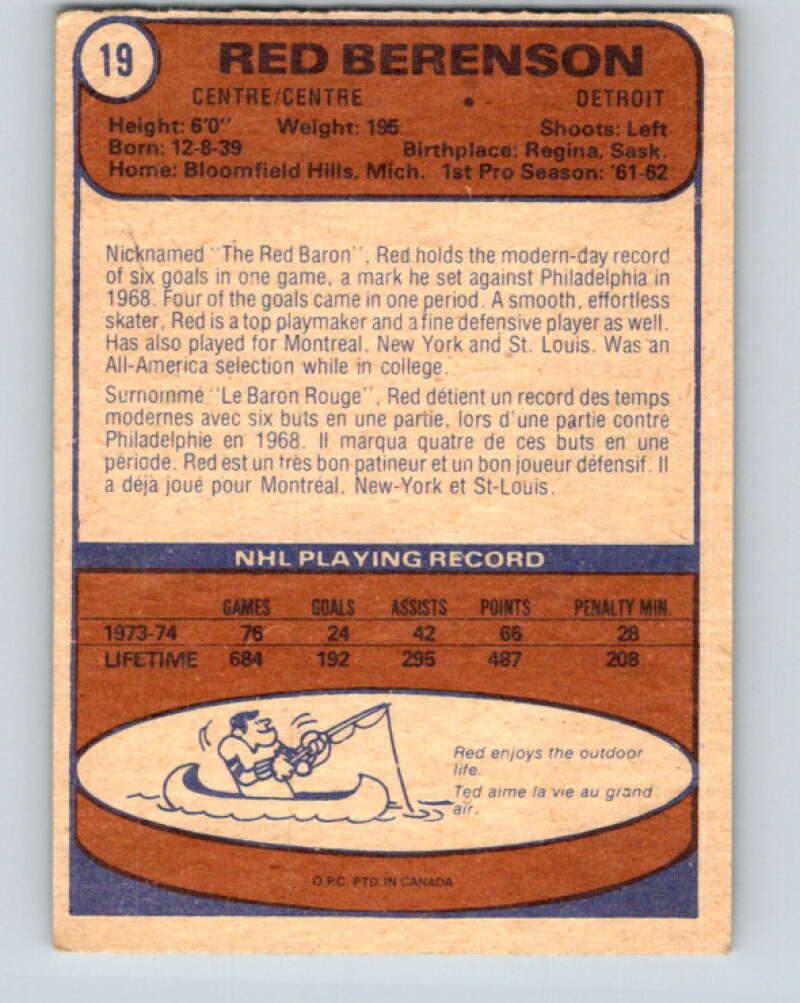 19
RED BERENSON
CENTRE/CENTRE • DETROIT
Height: 6'0" Weight: 195 Shoots: Left
Born: 12-8-39 Birthplace: Regina, Sask.
Home: Bloomfield Hills, Mich. 1st Pro Season: '61-62
Nicknamed "The Red Baron", Red holds the modern-day record
of six goals in one game, a mark he set against Philadelphia in
1968. Four of the goals came in one period. A smooth, effortless
skater, Red is a top playmaker and a fine defensive player as well.
Has also played for Montreal, New York and St. Louis. Was an
All-America selection while in college.
Surnommé "Le Baron Rouge", Red détient un record des temps
modernes avec six buts en une partie, lors d'une partie contre
Philadelphie en 1968. Il marqua quatre de ces buts en une
période. Red est un très bon patineur et un bon joueur défensif. Il
a déja joué pour Montréal, New-York et St-Louis.
NHL PLAYING RECORD
GAMES GOALS ASSISTS POINTS PENALTY MIN.
1973-74 76 24 42 66 28
LIFETIME 684 192 295 487 208
Red enjoys the outdoor
life.
Ted aime la vie au grand
air.
O.P.C. PTD. IN CANADA